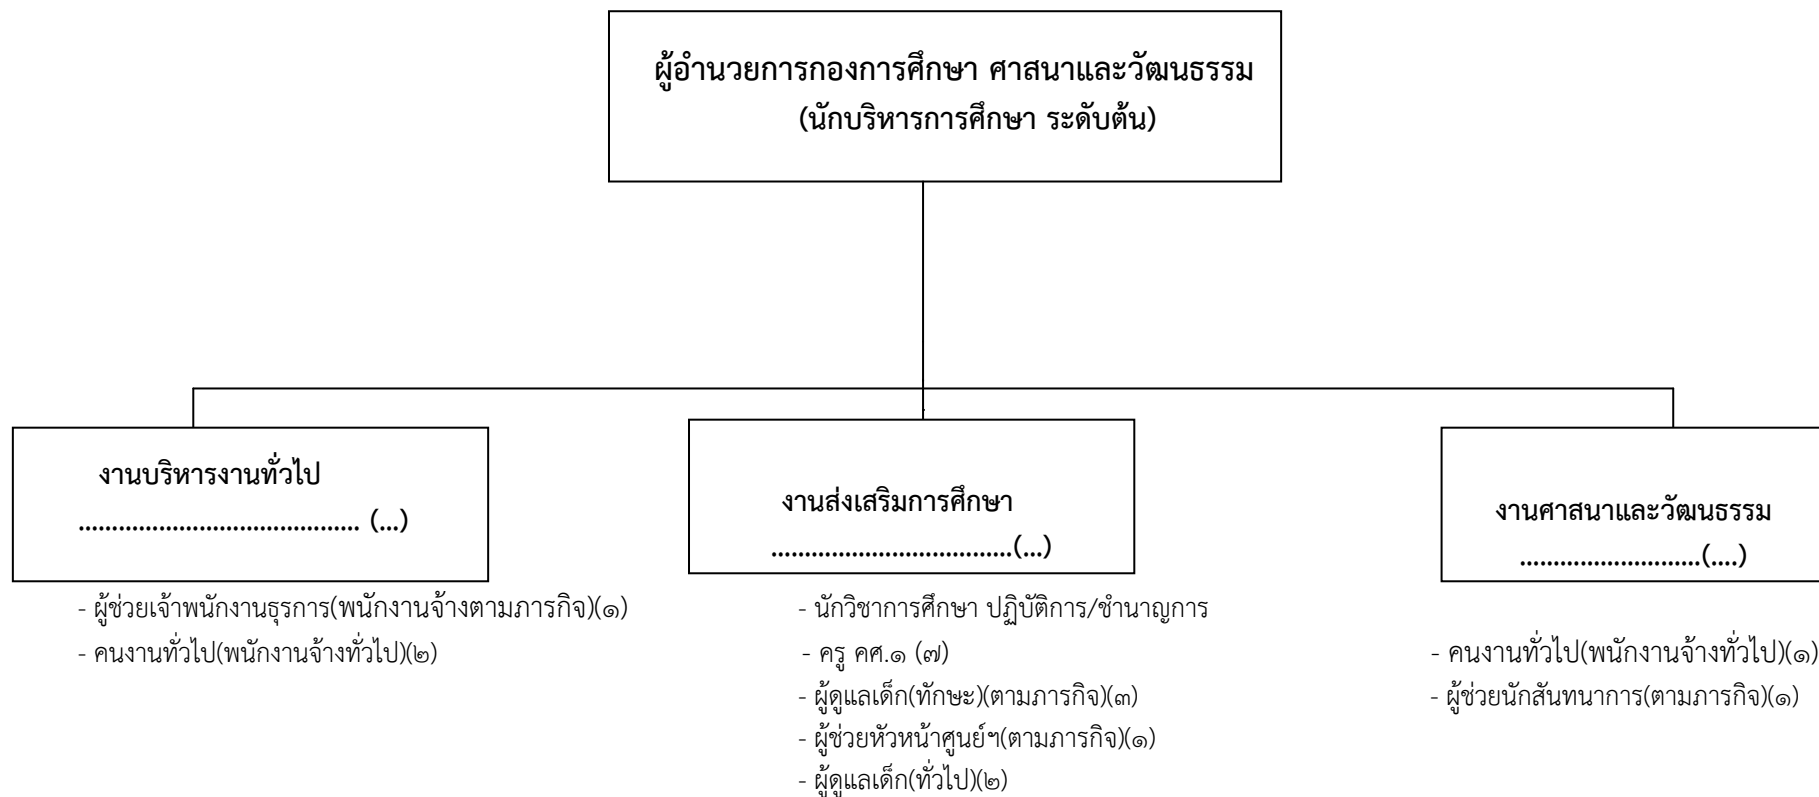 ผู้อำนวยการกองการศึกษา ศาสนาและวัฒนธรรม
(นักบริหารการศึกษา ระดับต้น)
งานบริหารงานทั่วไป
.......................................... (...)
- ผู้ช่วยเจ้าพนักงานธุรการ(พนักงานจ้างตามภารกิจ)(๑)
- คนงานทั่วไป(พนักงานจ้างทั่วไป)(๒)
งานส่งเสริมการศึกษา
....................................(...)
- นักวิชาการศึกษา ปฏิบัติการ/ชำนาญการ
- ครู คศ.๑ (๗)
- ผู้ดูแลเด็ก(ทักษะ)(ตามภารกิจ)(๓)
- ผู้ช่วยหัวหน้าศูนย์ฯ(ตามภารกิจ)(๑)
- ผู้ดูแลเด็ก(ทั่วไป)(๒)
งานศาสนาและวัฒนธรรม
...........................(....)
- คนงานทั่วไป(พนักงานจ้างทั่วไป)(๑)
- ผู้ช่วยนักสันทนาการ(ตามภารกิจ)(๑)